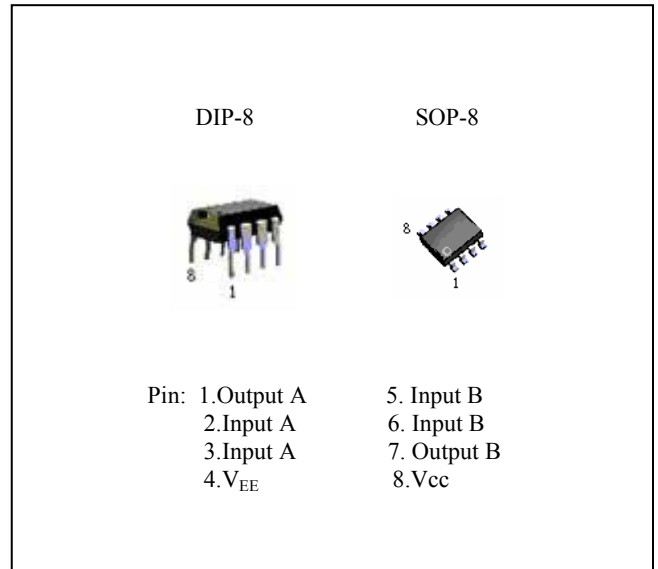 DIP-8 SOP-8
8
1
8
1
Pin: 1.Output A 5. Input B
2.Input A 6. Input B
3.Input A 7. Output B
4.VEE 8.Vcc